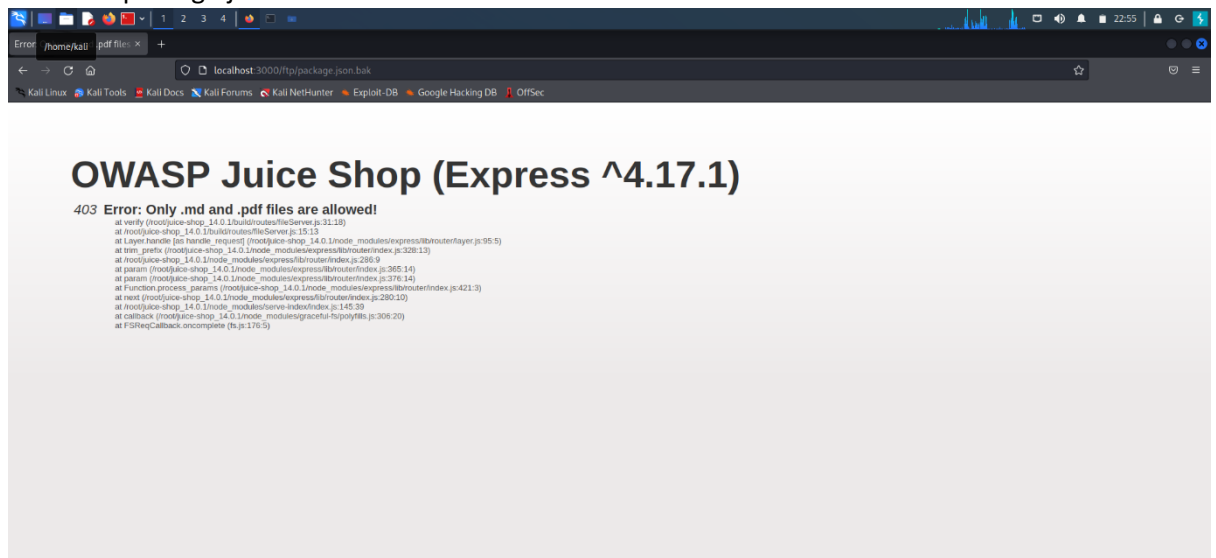 1 2 3 4
22:55
Error: .pdf files ×
+
/home/kali
localhost:3000/ftp/package.json.bak
Kali Linux Kali Tools Kali Docs Kali Forums Kali NetHunter Exploit-DB Google Hacking DB OffSec
OWASP Juice Shop (Express ^4.17.1)
403 Error: Only .md and .pdf files are allowed!
at verify (/root/juice-shop_14.0.1/build/routes/fileServer.js:31:18)
at /root/juice-shop_14.0.1/build/routes/fileServer.js:15:13
at Layer.handle [as handle_request] (/root/juice-shop_14.0.1/node_modules/express/lib/router/layer.js:95:5)
at trim_prefix (/root/juice-shop_14.0.1/node_modules/express/lib/router/index.js:328:13)
at /root/juice-shop_14.0.1/node_modules/express/lib/router/index.js:286:9
at param (/root/juice-shop_14.0.1/node_modules/express/lib/router/index.js:365:14)
at param (/root/juice-shop_14.0.1/node_modules/express/lib/router/index.js:376:14)
at Function.process_params (/root/juice-shop_14.0.1/node_modules/express/lib/router/index.js:421:3)
at next (/root/juice-shop_14.0.1/node_modules/express/lib/router/index.js:280:10)
at /root/juice-shop_14.0.1/node_modules/serve-index/index.js:145:39
at callback (/root/juice-shop_14.0.1/node_modules/graceful-fs/polyfills.js:306:20)
at FSReqCallback.oncomplete (fs.js:176:5)